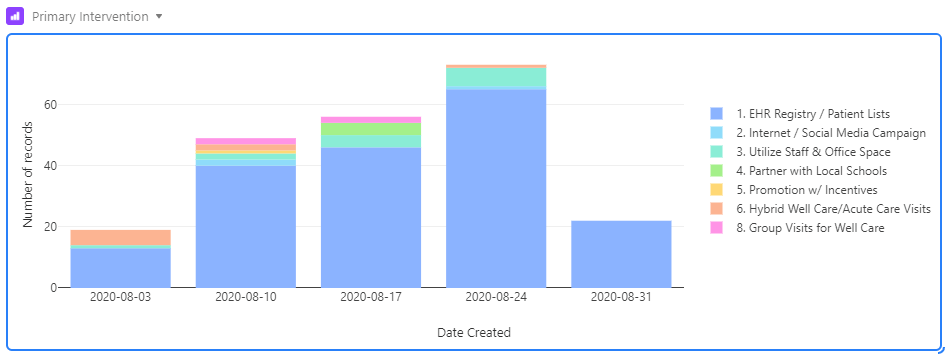 Primary Intervention
Number of records
60
40
20
0
2020-08-03 2020-08-10 2020-08-17 2020-08-24 2020-08-31
Date Created
1. EHR Registry / Patient Lists
2. Internet / Social Media Campaign
3. Utilize Staff & Office Space
4. Partner with Local Schools
5. Promotion w/ Incentives
6. Hybrid Well Care/Acute Care Visits
8. Group Visits for Well Care